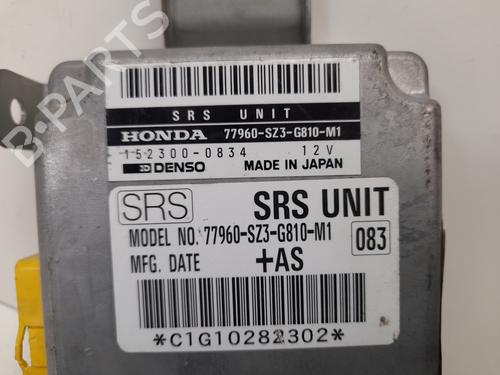 SRS UNIT
HONDA 77960-SZ3-G810-M1
152300-0834 12V
DENSO MADE IN JAPAN
SRS SRS UNIT
MODEL NO. 77960-SZ3-G810-M1 083
MFG. DATE +AS
*C1G10282302*